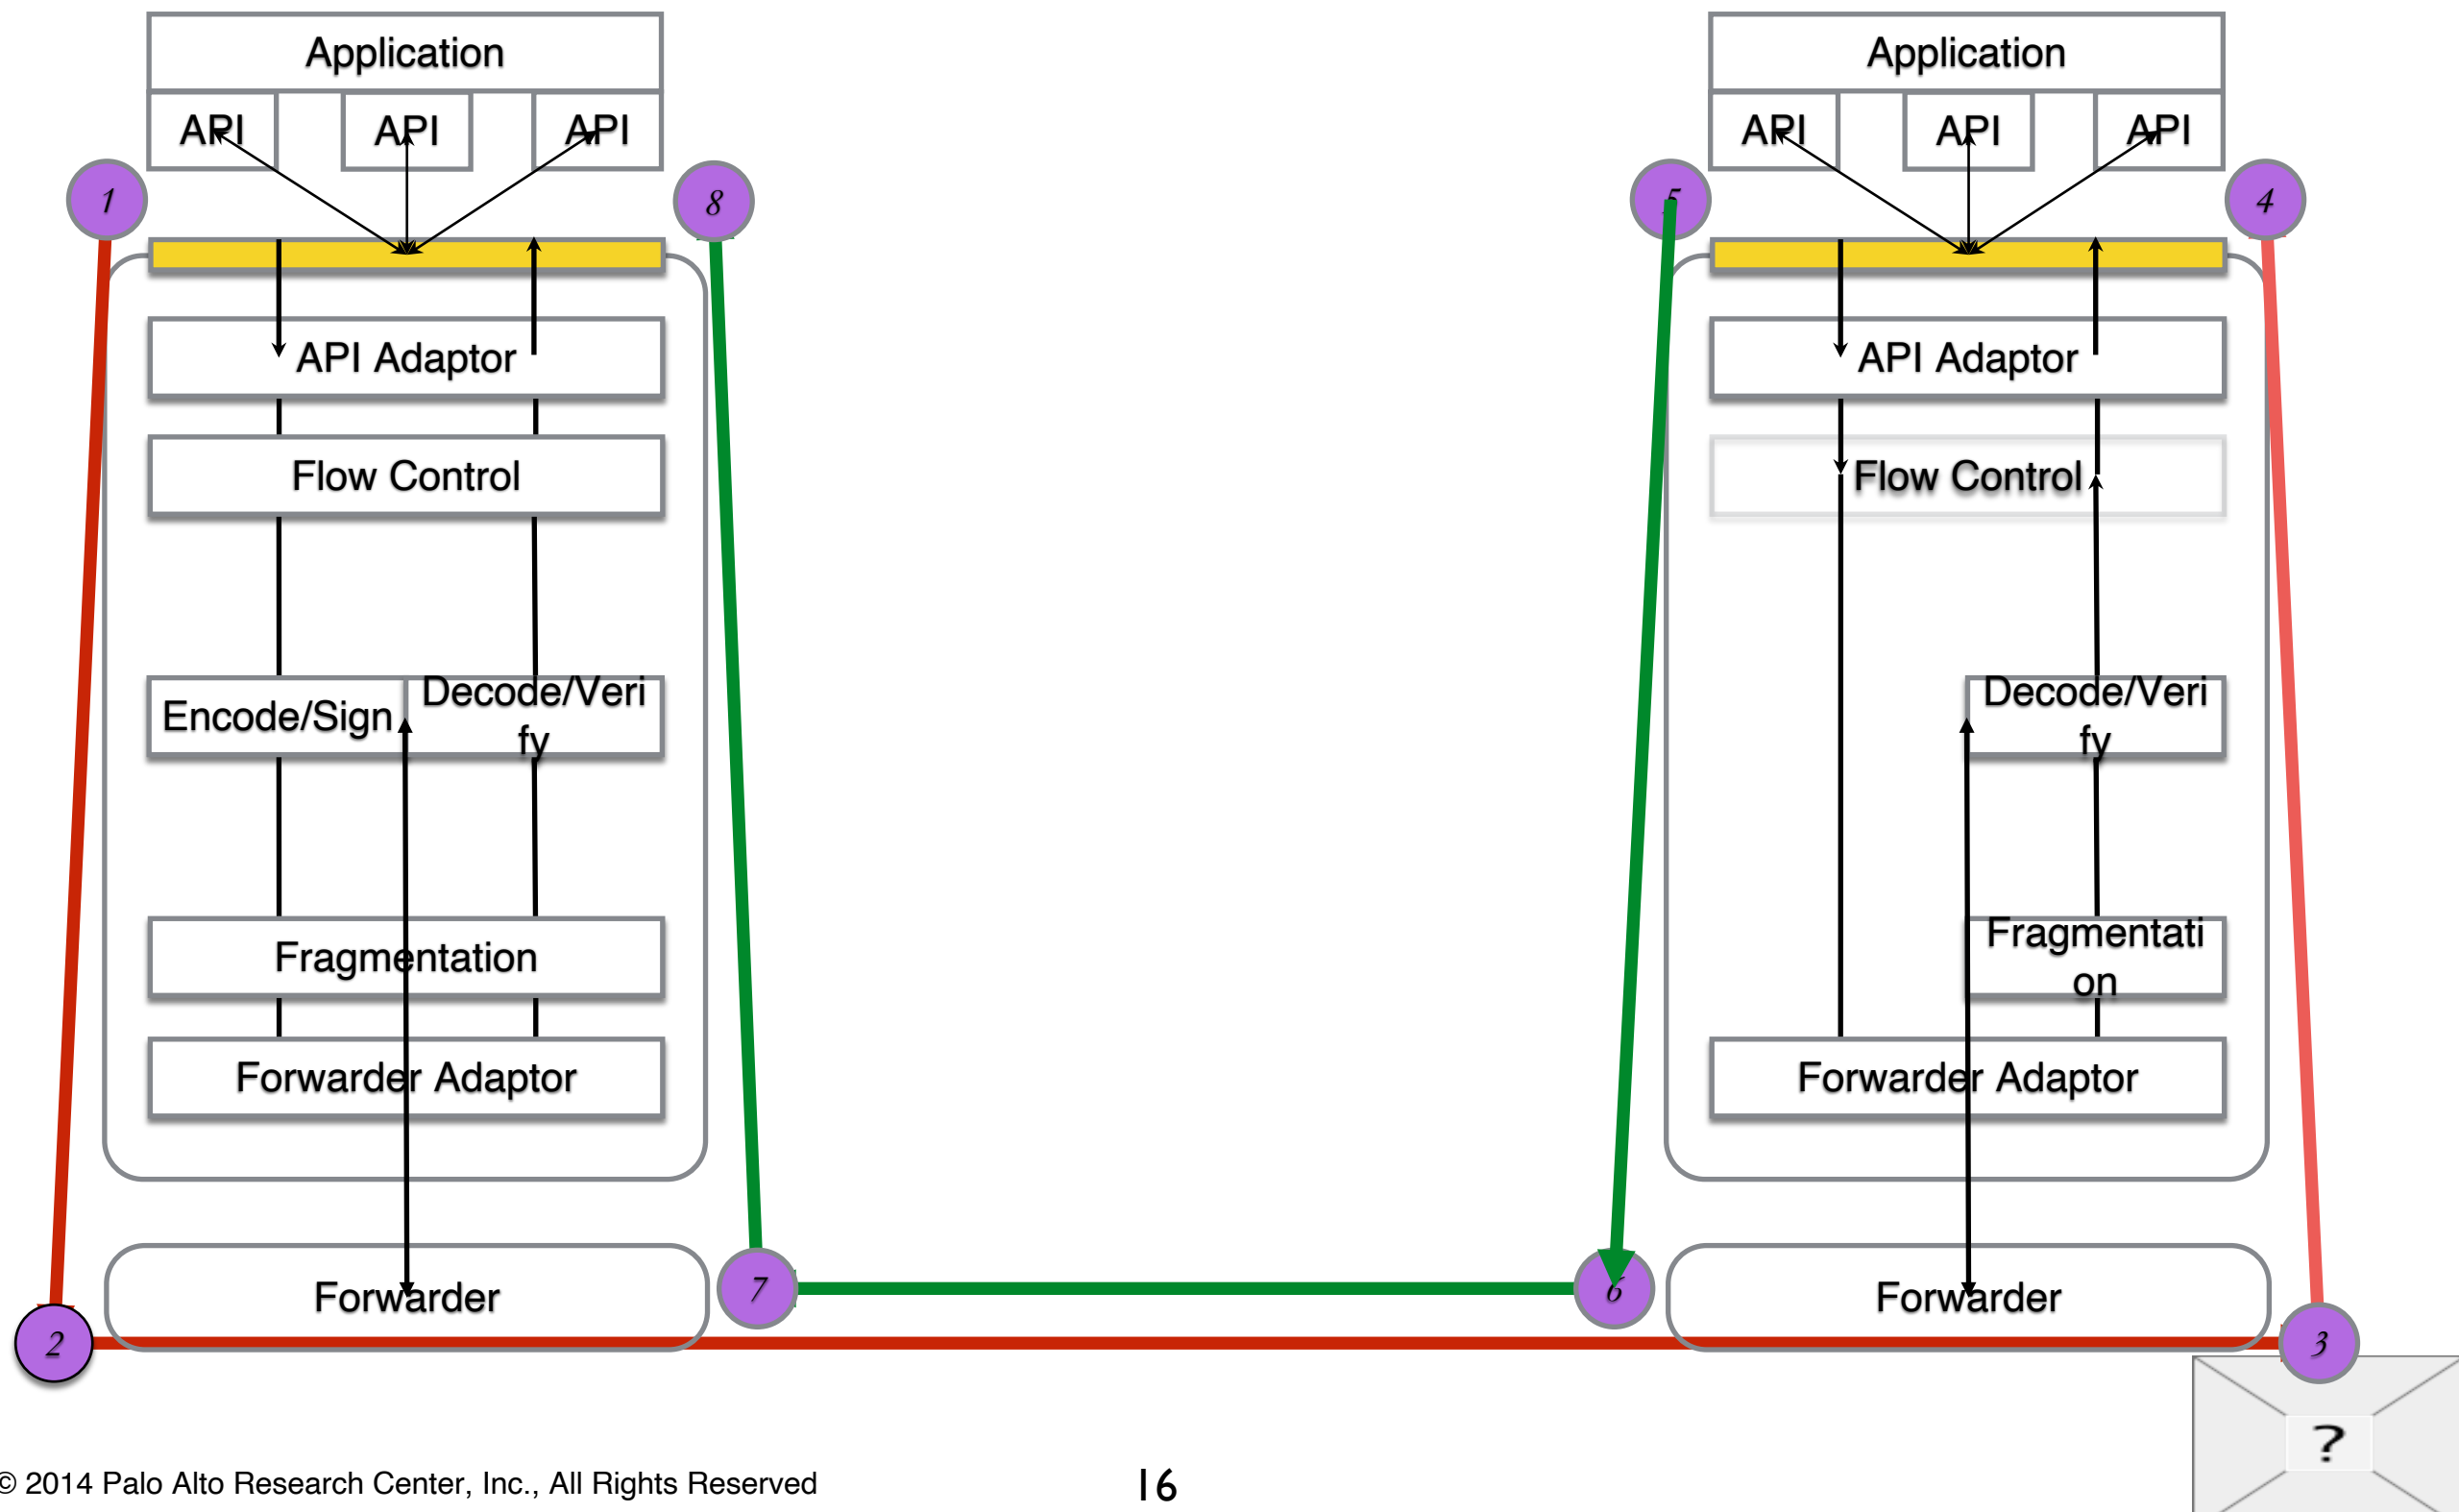 Application
API API API
1
8
API Adaptor
Flow Control
Encode/Sign
Decode/Veri
fy
Fragmentation
Forwarder Adaptor
Forwarder
2
7
Application
API API API
5
4
API Adaptor
Flow Control
Decode/Veri
fy
Fragmentati
on
Forwarder Adaptor
Forwarder
6
3
?
© 2014 Palo Alto Research Center, Inc., All Rights Reserved
16